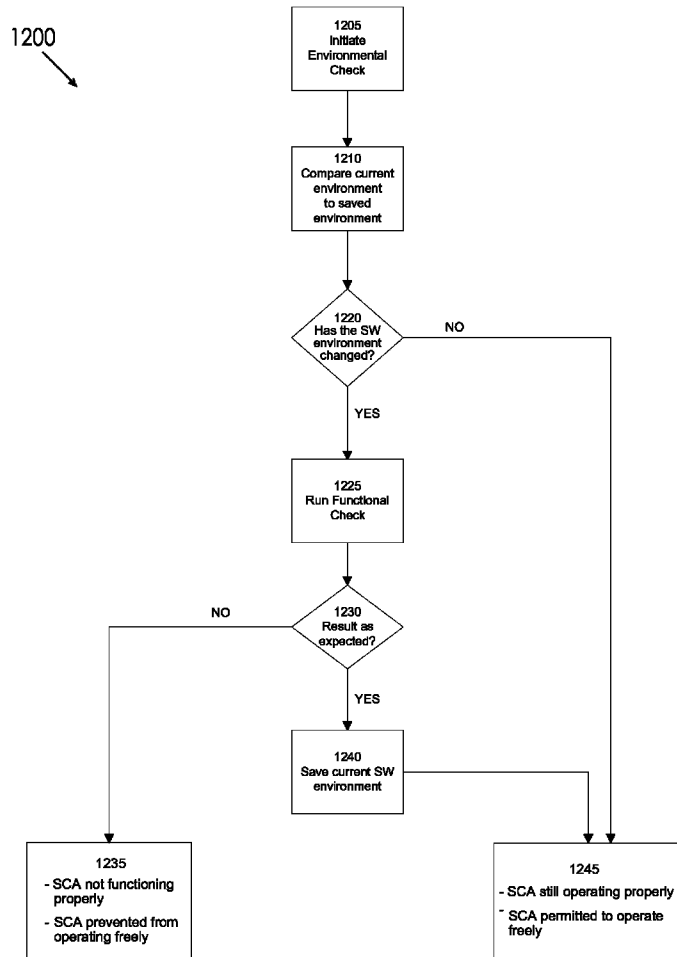 1200
1205
Initiate
Environmental
Check
1210
Compare current
environment
to saved
environment
1220
Has the SW
environment
changed?
NO
YES
1225
Run Functional
Check
1230
Result as
expected?
NO
YES
1240
Save current SW
environment
1235
- SCA not functioning
properly
- SCA prevented from
operating freely
1245
- SCA still operating properly
- SCA permitted to operate
freely